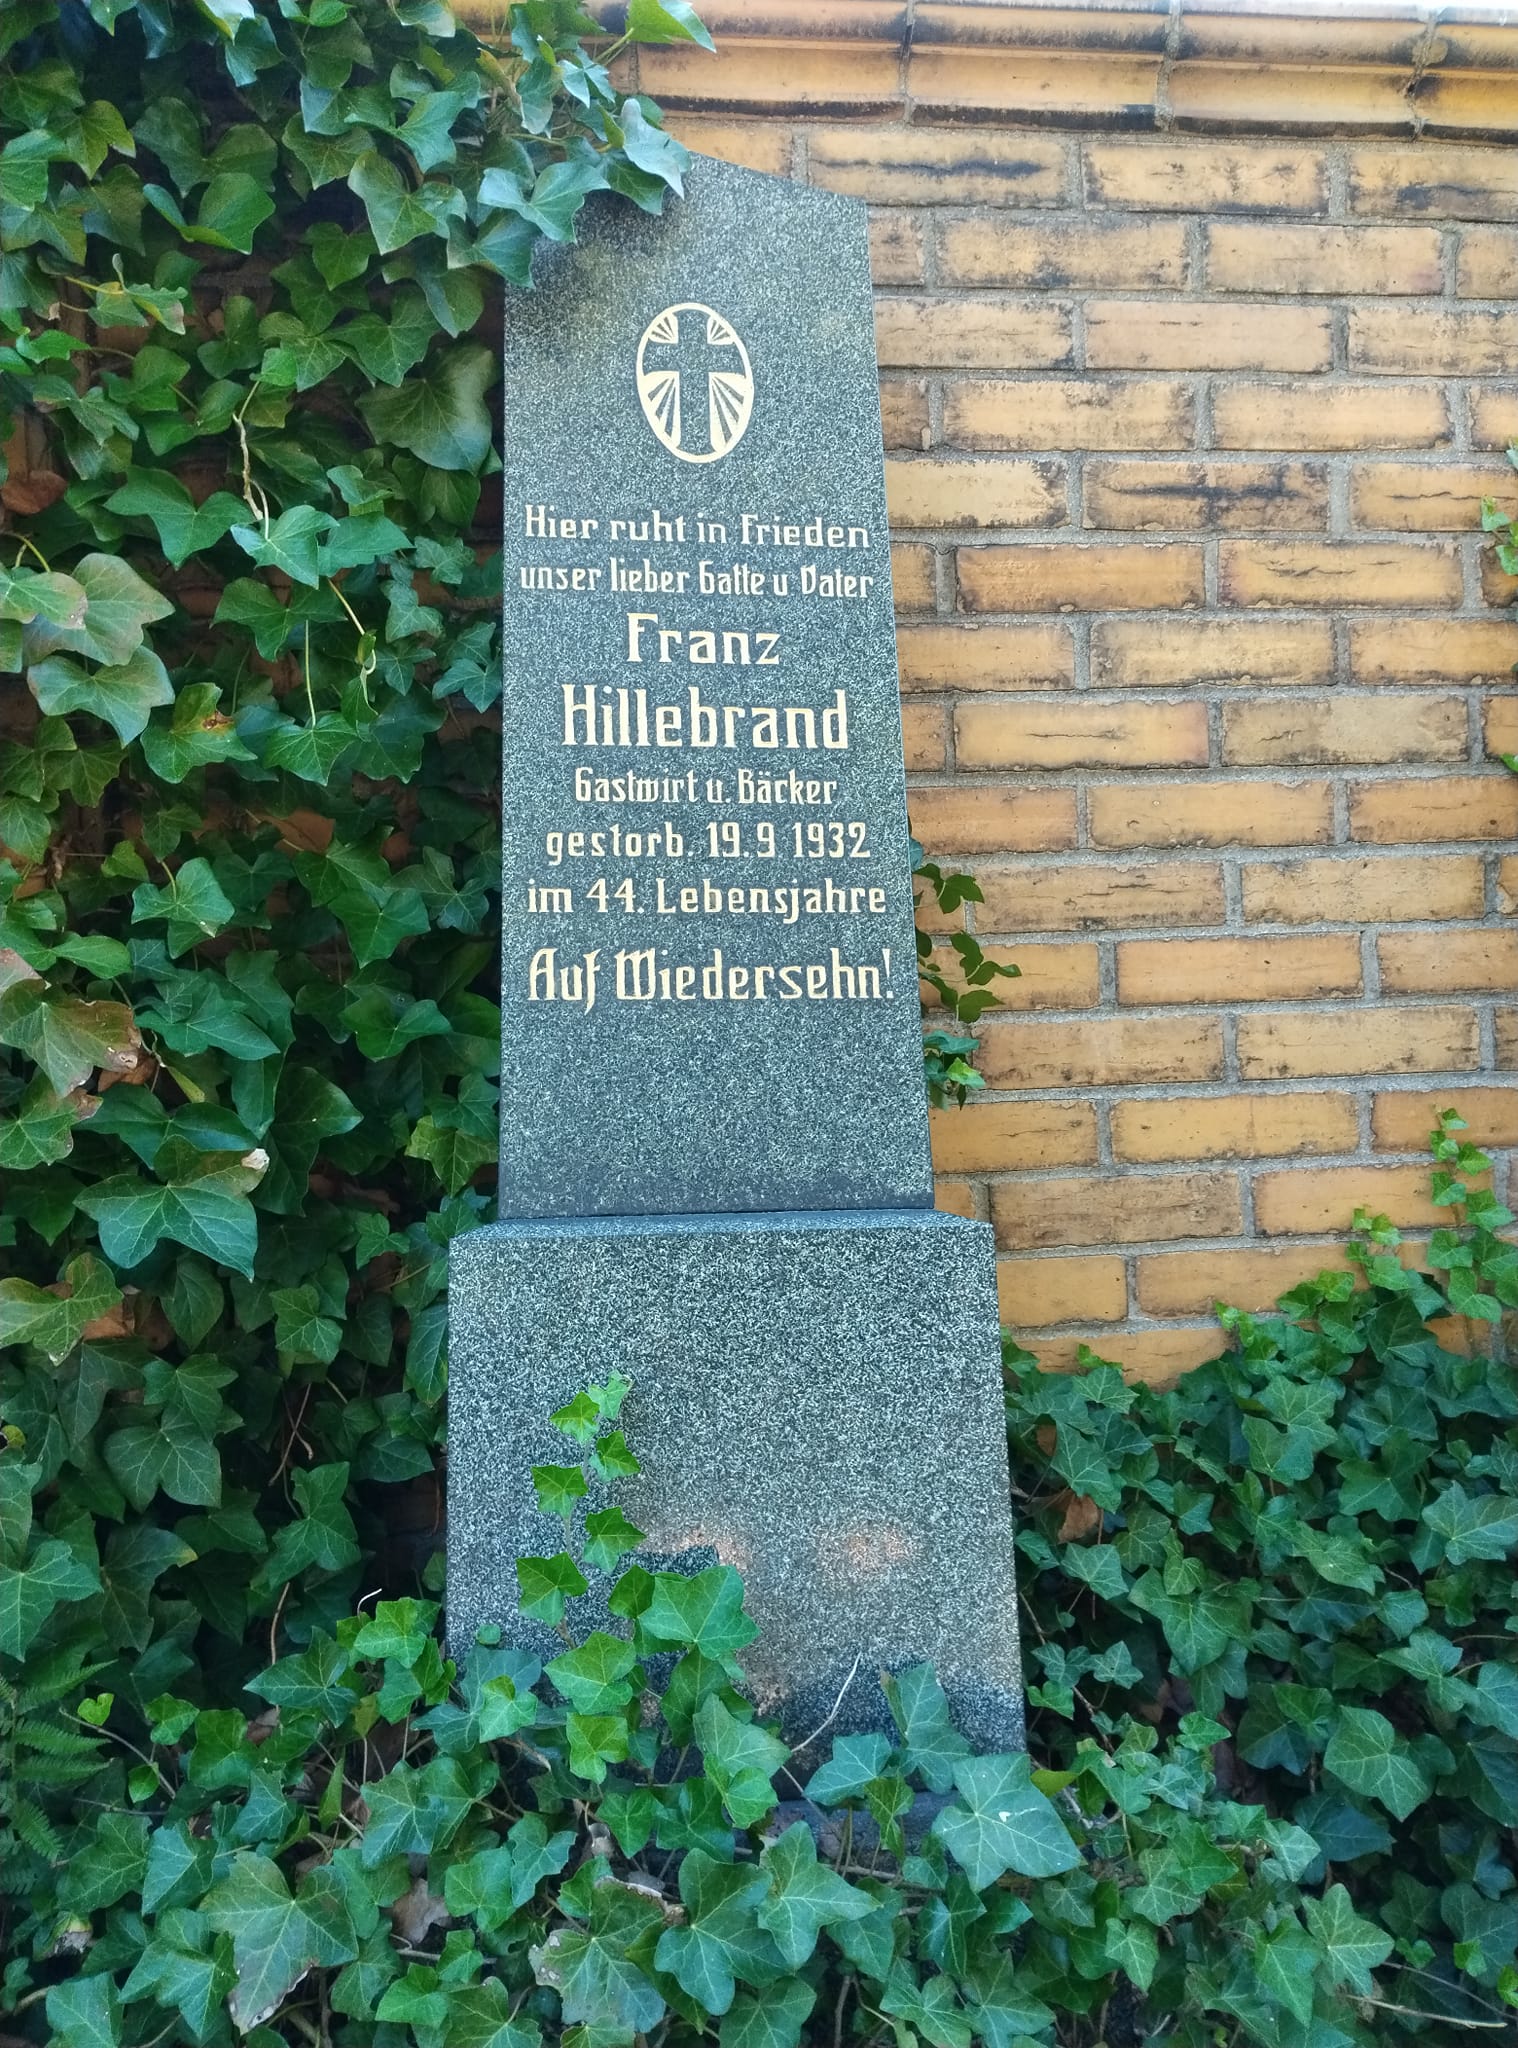 Hier ruht in Frieden
unser lieber Gatte u Vater
Franz
Hillebrand
Gastwirt u. Bäcker
gestorb. 19.9 1932
im 44. Lebensjahre
Auf Wiedersehn!